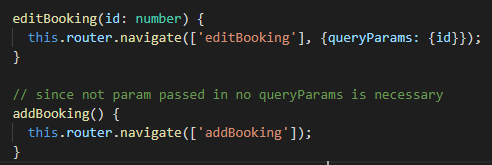 editBooking(id: number) {
  this.router.navigate(['editBooking'], {queryParams: {id}});
}
// since not param passed in no queryParams is necessary
addBooking() {
  this.router.navigate(['addBooking']);
}